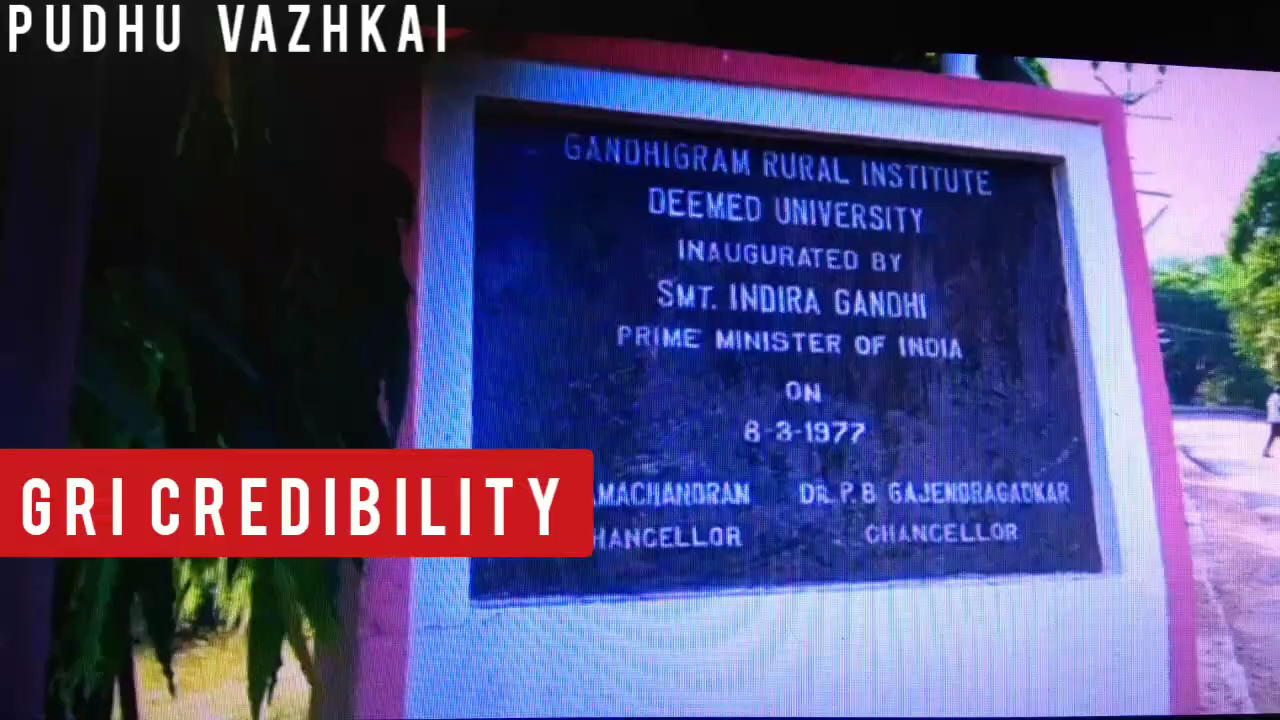 PUDHU VAZHKAI
GANDHIGRAM RURAL INSTITUTE
DEEMED UNIVERSITY
INAUGURATED BY
SMT. INDIRA GANDHI
PRIME MINISTER OF INDIA
ON
8-3-1977
AMACHANDRAN DR. P. B GAJENDRAGADKAR
HANCELLOR CHANCELLOR
GRI CREDIBILITY